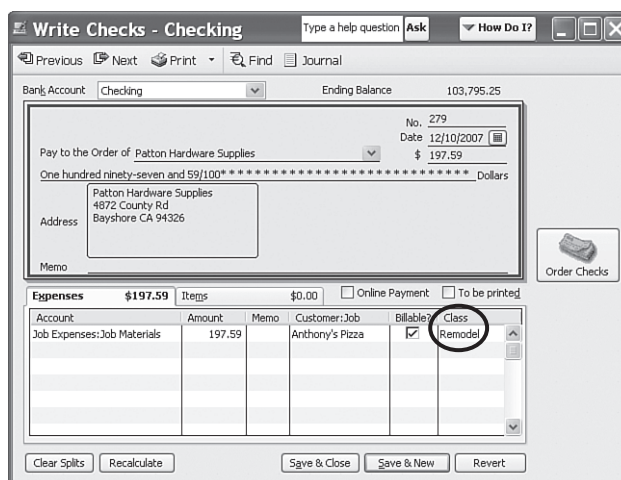 Write Checks - Checking Type a help question Ask How Do I?
Previous Next Print Find Journal
Bank Account Checking Ending Balance 103,795.25
No. 279
Date 12/10/2007
Pay to the Order of Patton Hardware Supplies $ 197.59
One hundred ninety-seven and 59/100* * * * * * * * * * * * * * * * * * * * * * * * * * * * * * Dollars
Patton Hardware Supplies
4872 County Rd
Bayshore CA 94326
Address
Memo
Order Checks
Expenses $197.59 Items $0.00 Online Payment To be printed
Account Amount Memo Customer:Job Billable? Class
Job Expenses:Job Materials 197.59 Anthony's Pizza Remodel
Clear Splits Recalculate Save & Close Save & New Revert